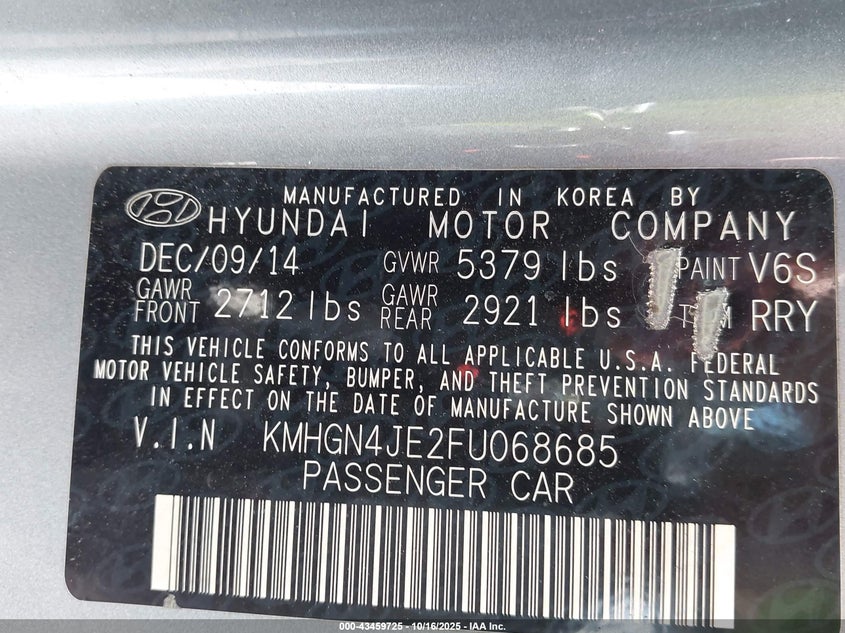 MANUFACTURED IN KOREA BY
HYUNDAI MOTOR COMPANY
DEC/09/14 GVWR 5379 lbs PAINT V6S
GAWR FRONT 2712 lbs GAWR REAR 2921 lbs RRY
THIS VEHICLE CONFORMS TO ALL APPLICABLE U.S.A. FEDERAL
MOTOR VEHICLE SAFETY, BUMPER, AND THEFT PREVENTION STANDARDS
IN EFFECT ON THE DATE OF MANUFACTURE SHOWN ABOVE
V.I.N KMHGN4JE2FU068685
PASSENGER CAR
000-43459725 - 10/16/2025 - IAA Inc.